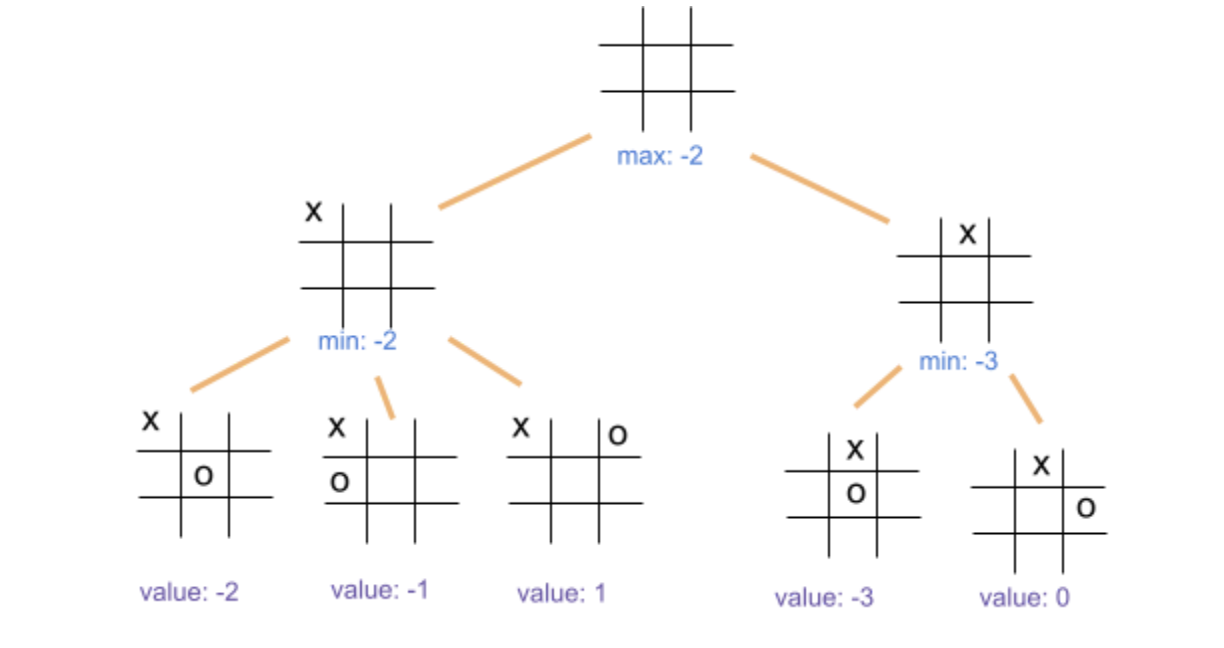 max: -2
x
x
min: -2
min: -3
x
o
x
o
x
o
x
o
x
o
value: -2
value: -1
value: 1
value: -3
value: 0